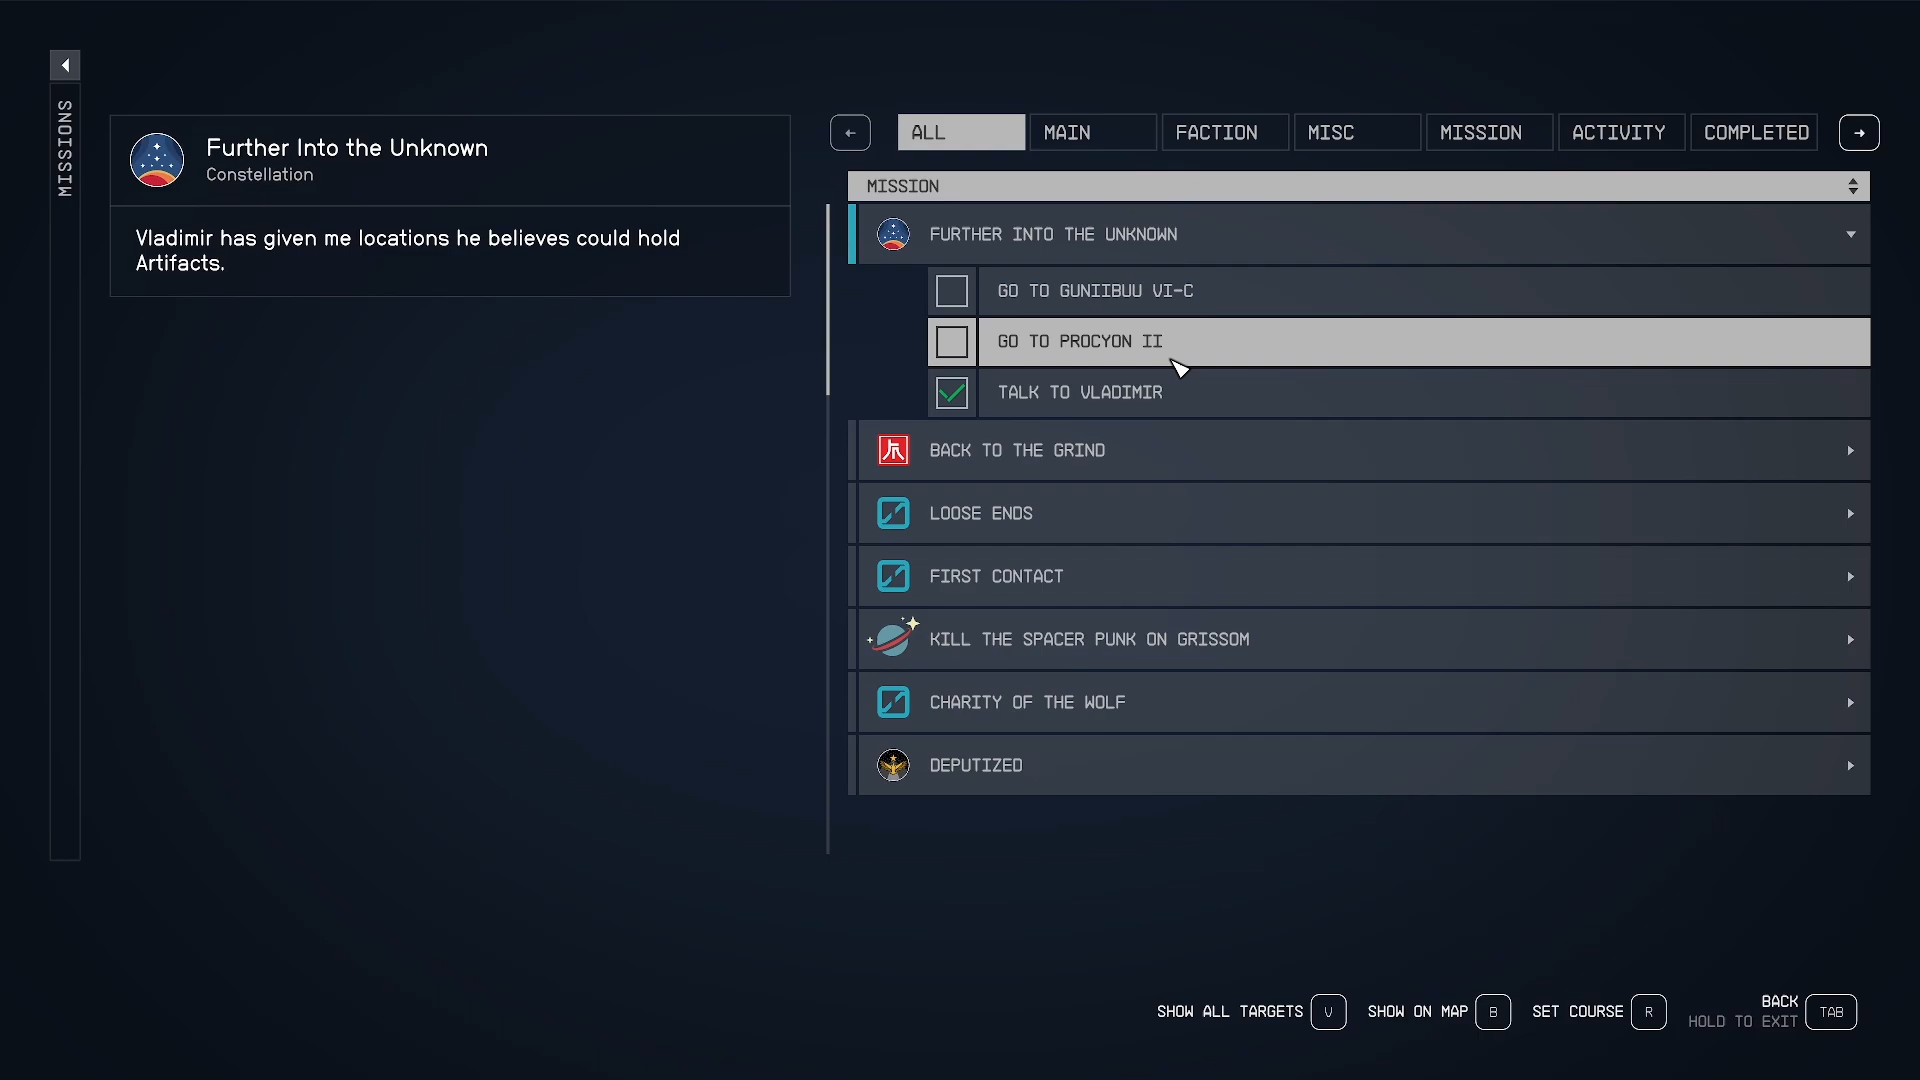 MISSIONS
Further Into the Unknown
Constellation
Vladimir has given me locations he believes could hold
Artifacts.
ALL
MAIN
FACTION
MISC
MISSION
ACTIVITY
COMPLETED
MISSION
FURTHER INTO THE UNKNOWN
GO TO GUNIIBUU VI-C
GO TO PROCYON II
TALK TO VLADIMIR
BACK TO THE GRIND
LOOSE ENDS
FIRST CONTACT
KILL THE SPACER PUNK ON GRISSOM
CHARITY OF THE WOLF
DEPUTIZED
SHOW ALL TARGETS V
SHOW ON MAP B
SET COURSE R
BACK
HOLD TO EXIT
TAB